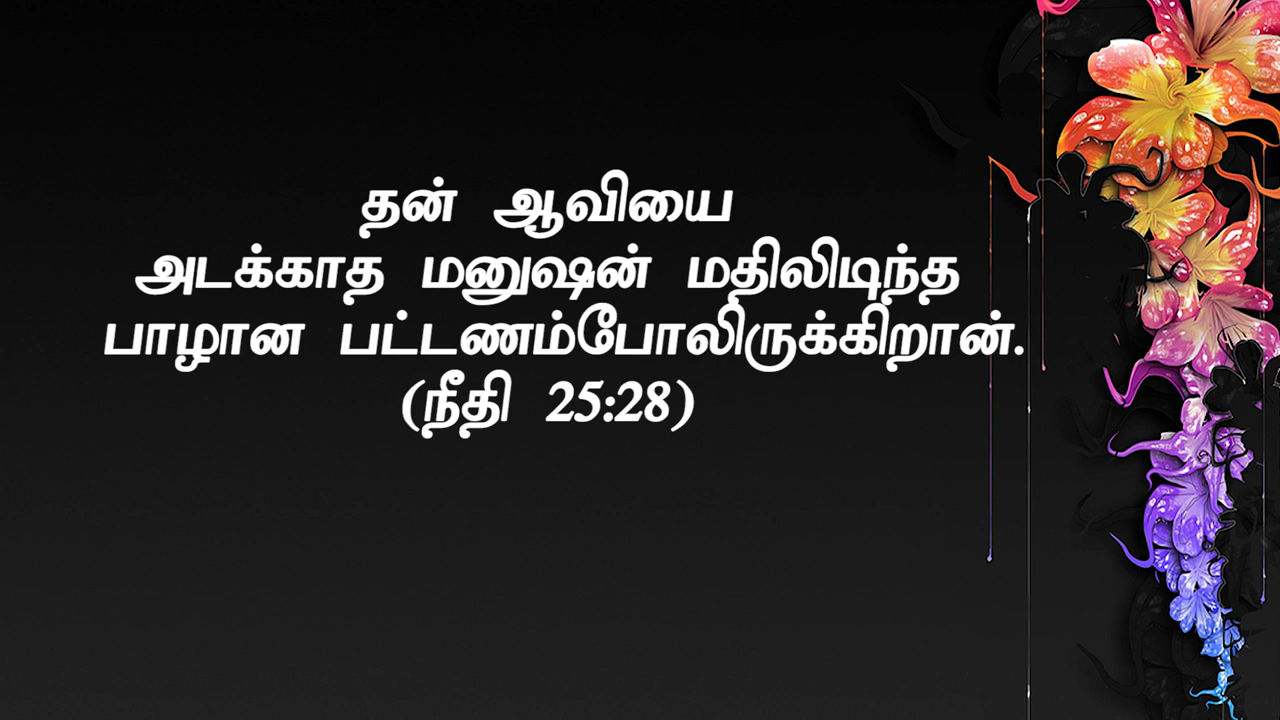 தன் ஆவியை
அடக்காத மனுஷன் மதிலிடிந்த
பாழான பட்டணம்போலிருக்கிறான்.
(நீதி 25:28)